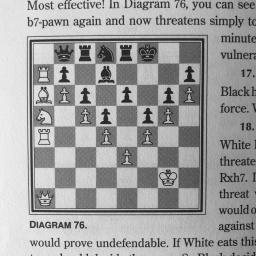 Most effective! In Diagram 76, you can see
b7-pawn again and now threatens simply to
minute
vulnera
17.
Black h
force. W
18.
White l
threate
Rxh7. I
threat
would o
against
DIAGRAM 76.
would prove undefendable. If White eats this